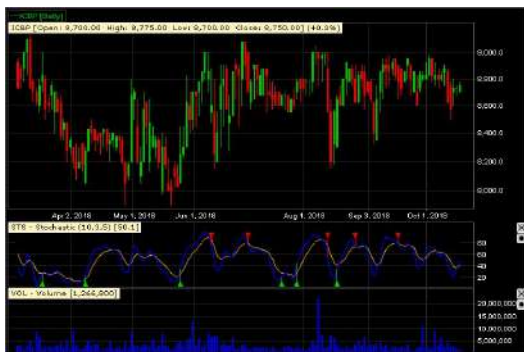 ICBP [Daily]
ICBP [Open: 8,700.00 High: 8,775.00 Low: 8,700.00 Close: 8,750.00] (+0.3%)
9,000.0
8,800.0
8,600.0
8,400.0
8,200.0
8,000.0
Apr 2, 2018 May 1, 2018 Jun 1, 2018 Aug 1, 2018 Sep 3, 2018 Oct 1, 2018
STS - Stochastic (10,3,5) [50.1]
80
60
40
20
VOL - Volume [1,266,800]
20,000,000
15,000,000
10,000,000
5,000,000